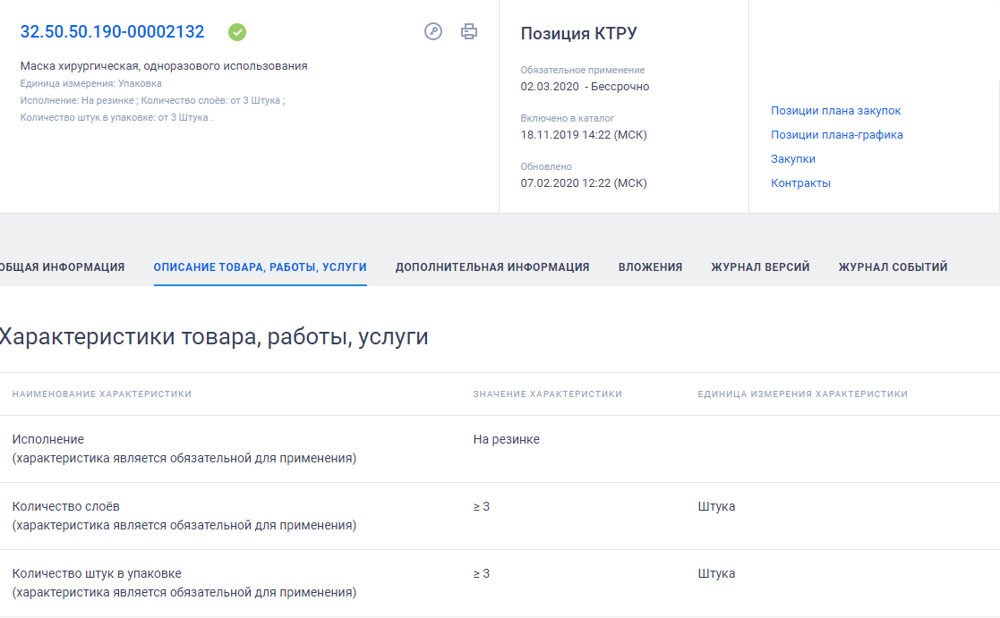 32.50.50.190-00002132
Маска хирургическая, одноразового использования
Единица измерения: Упаковка
Исполнение: На резинке ; Количество слоёв: от 3 Штука ;
Количество штук в упаковке: от 3 Штука .
Позиция КТРУ
Обязательное применение
02.03.2020 - Бессрочно
Включено в каталог
18.11.2019 14:22 (МСК)
Обновлено
07.02.2020 12:22 (МСК)
Позиции плана закупок
Позиции плана-графика
Закупки
Контракты
ОБЩАЯ ИНФОРМАЦИЯ ОПИСАНИЕ ТОВАРА, РАБОТЫ, УСЛУГИ ДОПОЛНИТЕЛЬНАЯ ИНФОРМАЦИЯ ВЛОЖЕНИЯ ЖУРНАЛ ВЕРСИЙ ЖУРНАЛ СОБЫТИЙ
Характеристики товара, работы, услуги
НАИМЕНОВАНИЕ ХАРАКТЕРИСТИКИ ЗНАЧЕНИЕ ХАРАКТЕРИСТИКИ ЕДИНИЦА ИЗМЕРЕНИЯ ХАРАКТЕРИСТИКИ
Исполнение На резинке
(характеристика является обязательной для применения)
Количество слоёв ≥ 3 Штука
(характеристика является обязательной для применения)
Количество штук в упаковке ≥ 3 Штука
(характеристика является обязательной для применения)